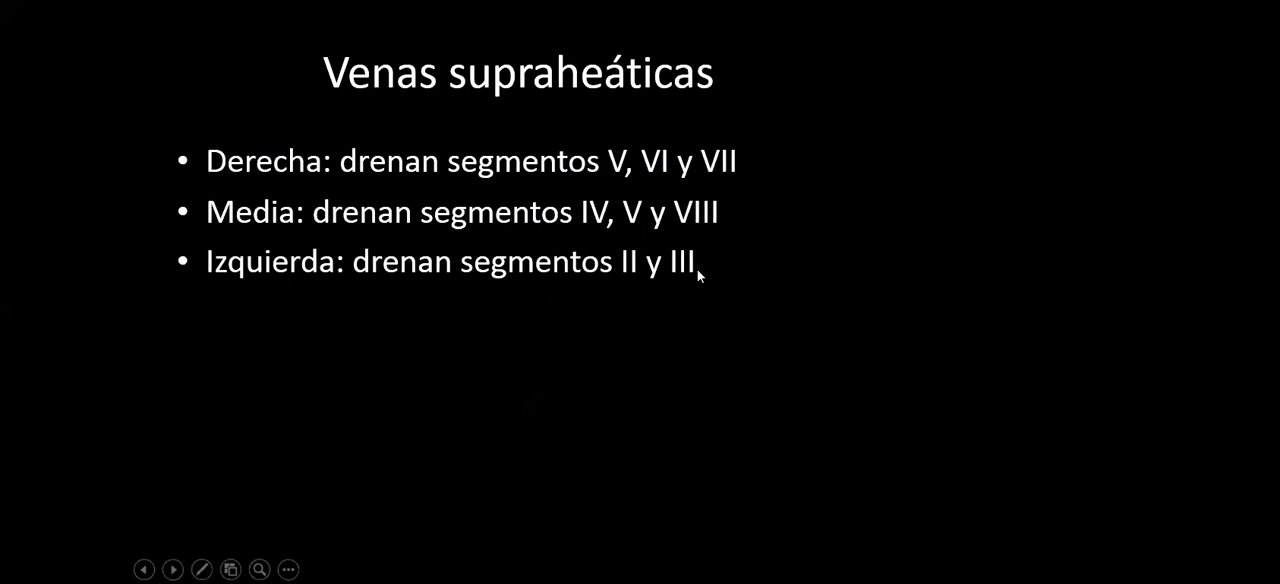 Venas supraheáticas
• Derecha: drenan segmentos V, VI y VII
• Media: drenan segmentos IV, V y VIII
• Izquierda: drenan segmentos II y III